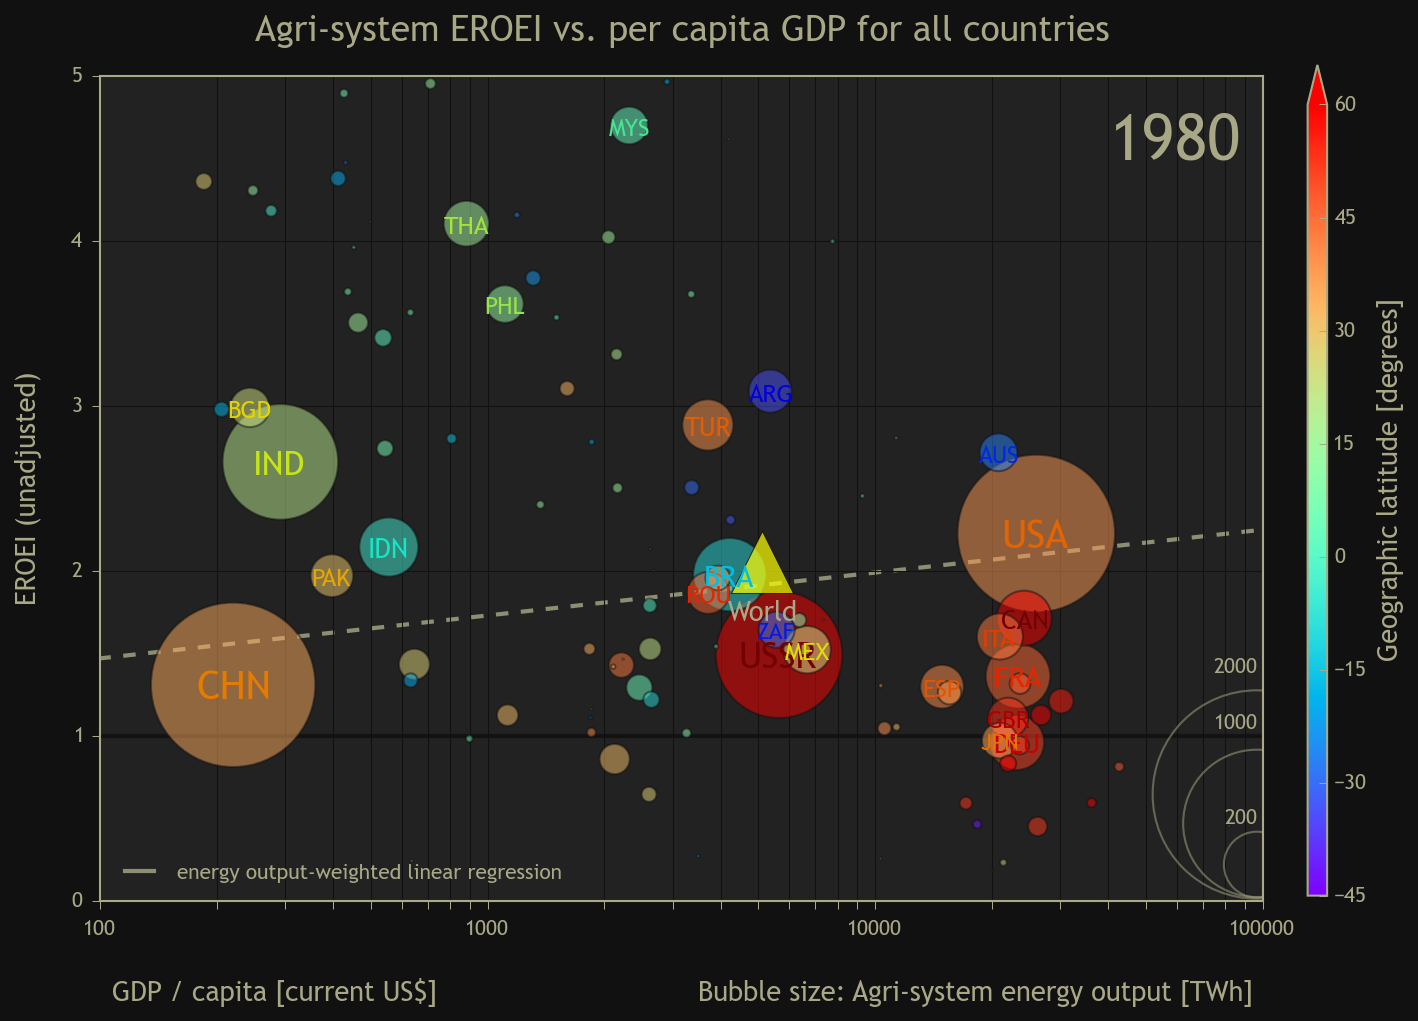 Agri-system EROEI vs. per capita GDP for all countries
1980
EROEI (unadjusted)
5
4
3
2
1
0
MYS
THA
PHL
ARG
TUR
BGD
IND
AUS
USA
IDN
PAK
BRA
ROU
World
ZAF
CAN
ITA
USSR
MEX
CHN
FRA
ESP
GBR
JPN
DEU
2000
1000
200
energy output-weighted linear regression
100
1000
10000
100000
GDP / capita [current US$]
Bubble size: Agri-system energy output [TWh]
60
45
30
15
0
−15
−30
−45
Geographic latitude [degrees]